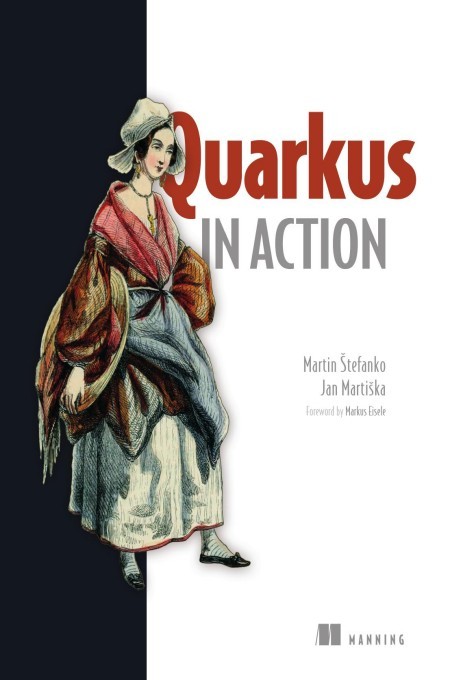 Quarkus
IN ACTION
Martin Štefanko
Jan Martiška
Foreword by Markus Eisele
MANNING